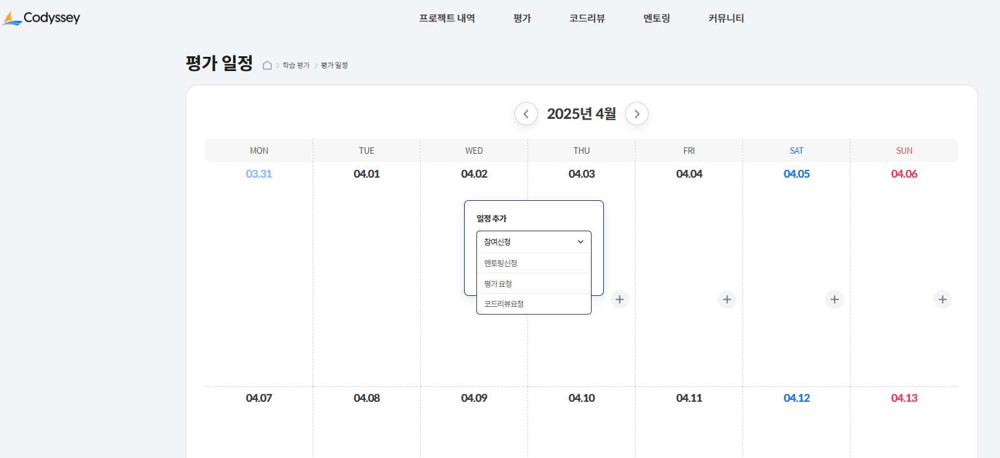 Codyssey
프로젝트 내역 평가 코드리뷰 멘토링 커뮤니티
평가 일정 학습 평가 평가 일정
2025년 4월
MON TUE WED THU FRI SAT SUN
03.31 04.01 04.02 04.03 04.04 04.05 04.06
일정 추가
참여신청
멘토링신청
평가 요청
코드리뷰요청
04.07 04.08 04.09 04.10 04.11 04.12 04.13